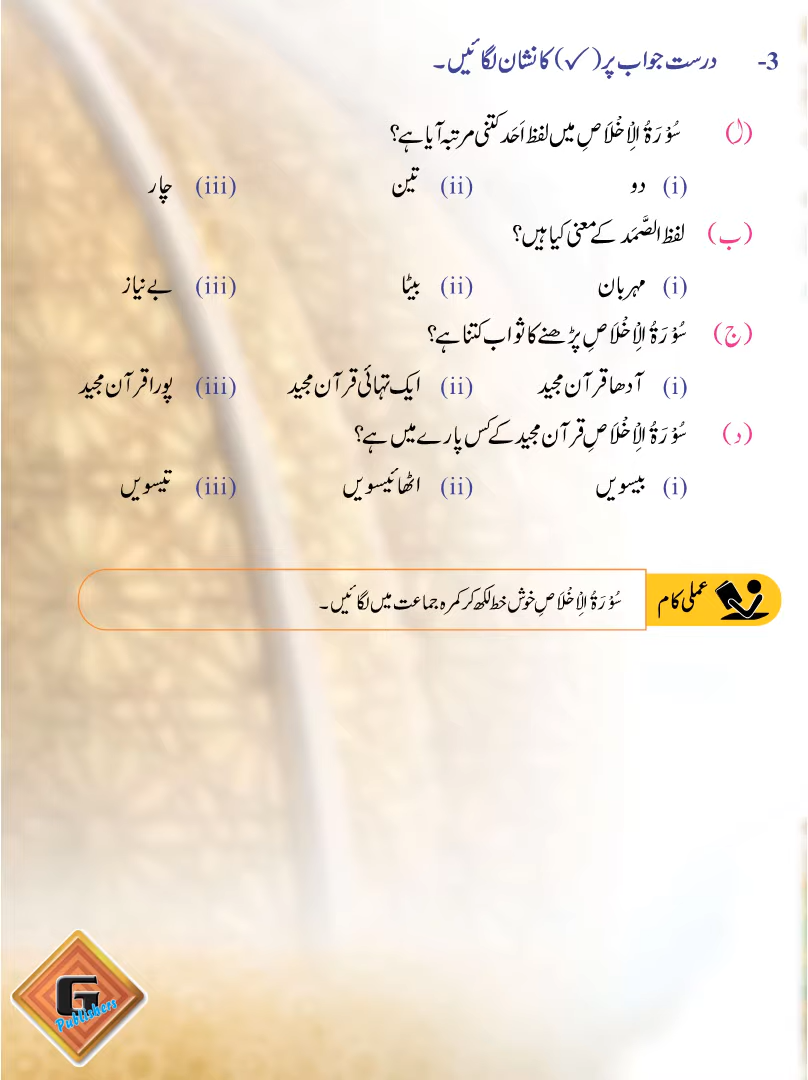 3- درست جواب پر (✓) کا نشان لگائیں۔
(ا) سُوْرَةُ الْاِخْلَاصِ میں لفظ اَحَد کتنی مرتبہ آیا ہے؟
(i) دو (ii) تین (iii) چار
(ب) لفظ الصَّمَد کے معنی کیا ہیں؟
(i) مہربان (ii) بیٹا (iii) بے نیاز
(ج) سُوْرَةُ الْاِخْلَاصِ پڑھنے کا ثواب کتنا ہے؟
(i) آدھا قرآن مجید (ii) ایک تہائی قرآن مجید (iii) پورا قرآن مجید
(د) سُوْرَةُ الْاِخْلَاصِ قرآن مجید کے کس پارے میں ہے؟
(i) بیسویں (ii) اٹھائیسویں (iii) تیسویں
عملی کام سُوْرَةُ الْاِخْلَاصِ خوش خط لکھ کر کمرہ جماعت میں لگائیں۔
G
Publishers